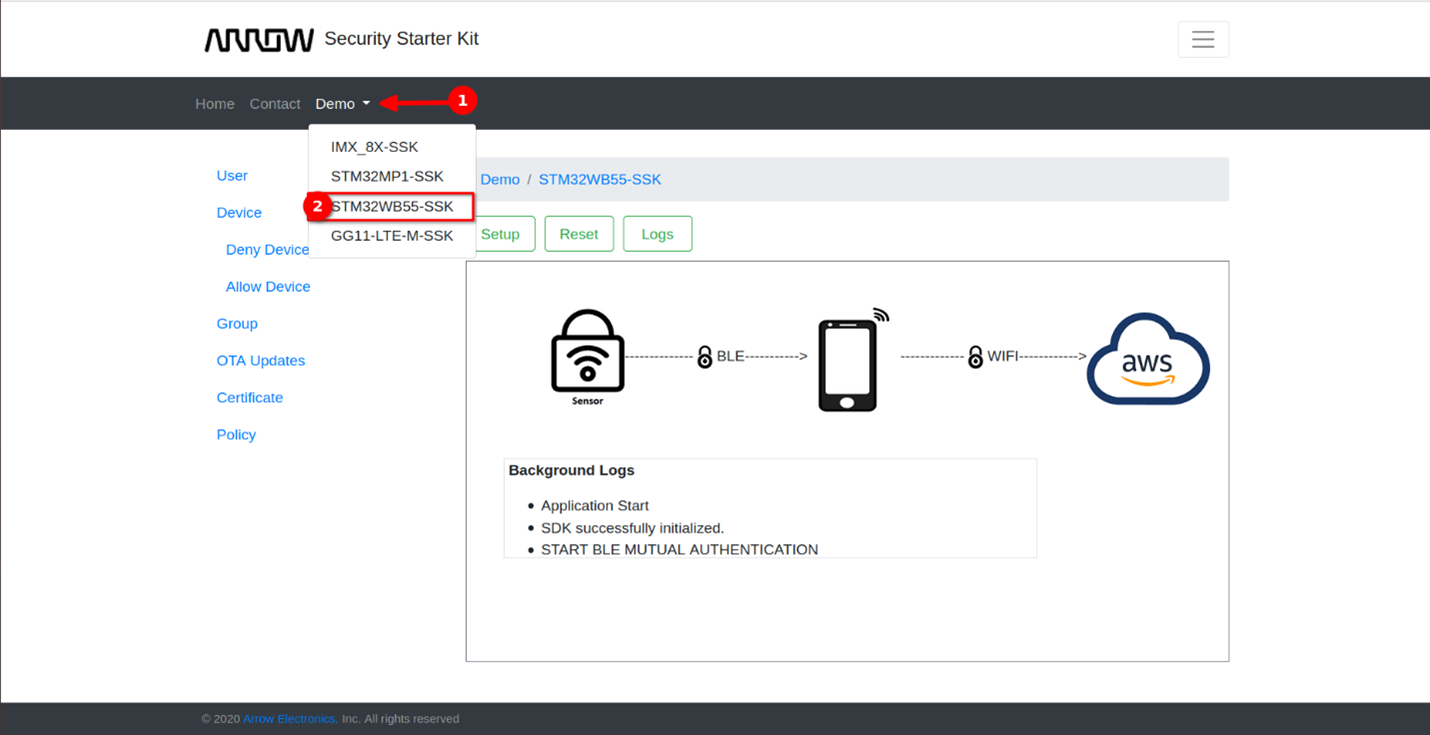 ARROW Security Starter Kit
Home Contact Demo 1
IMX_8X-SSK
STM32MP1-SSK
2 STM32WB55-SSK
GG11-LTE-M-SSK
User
Device
Deny Device
Allow Device
Group
OTA Updates
Certificate
Policy
Demo / STM32WB55-SSK
Setup Reset Logs
Sensor
------------ BLE----------->
------------ WIFI----------->
aws
Background Logs
• Application Start
• SDK successfully initialized.
• START BLE MUTUAL AUTHENTICATION
© 2020 Arrow Electronics, Inc. All rights reserved